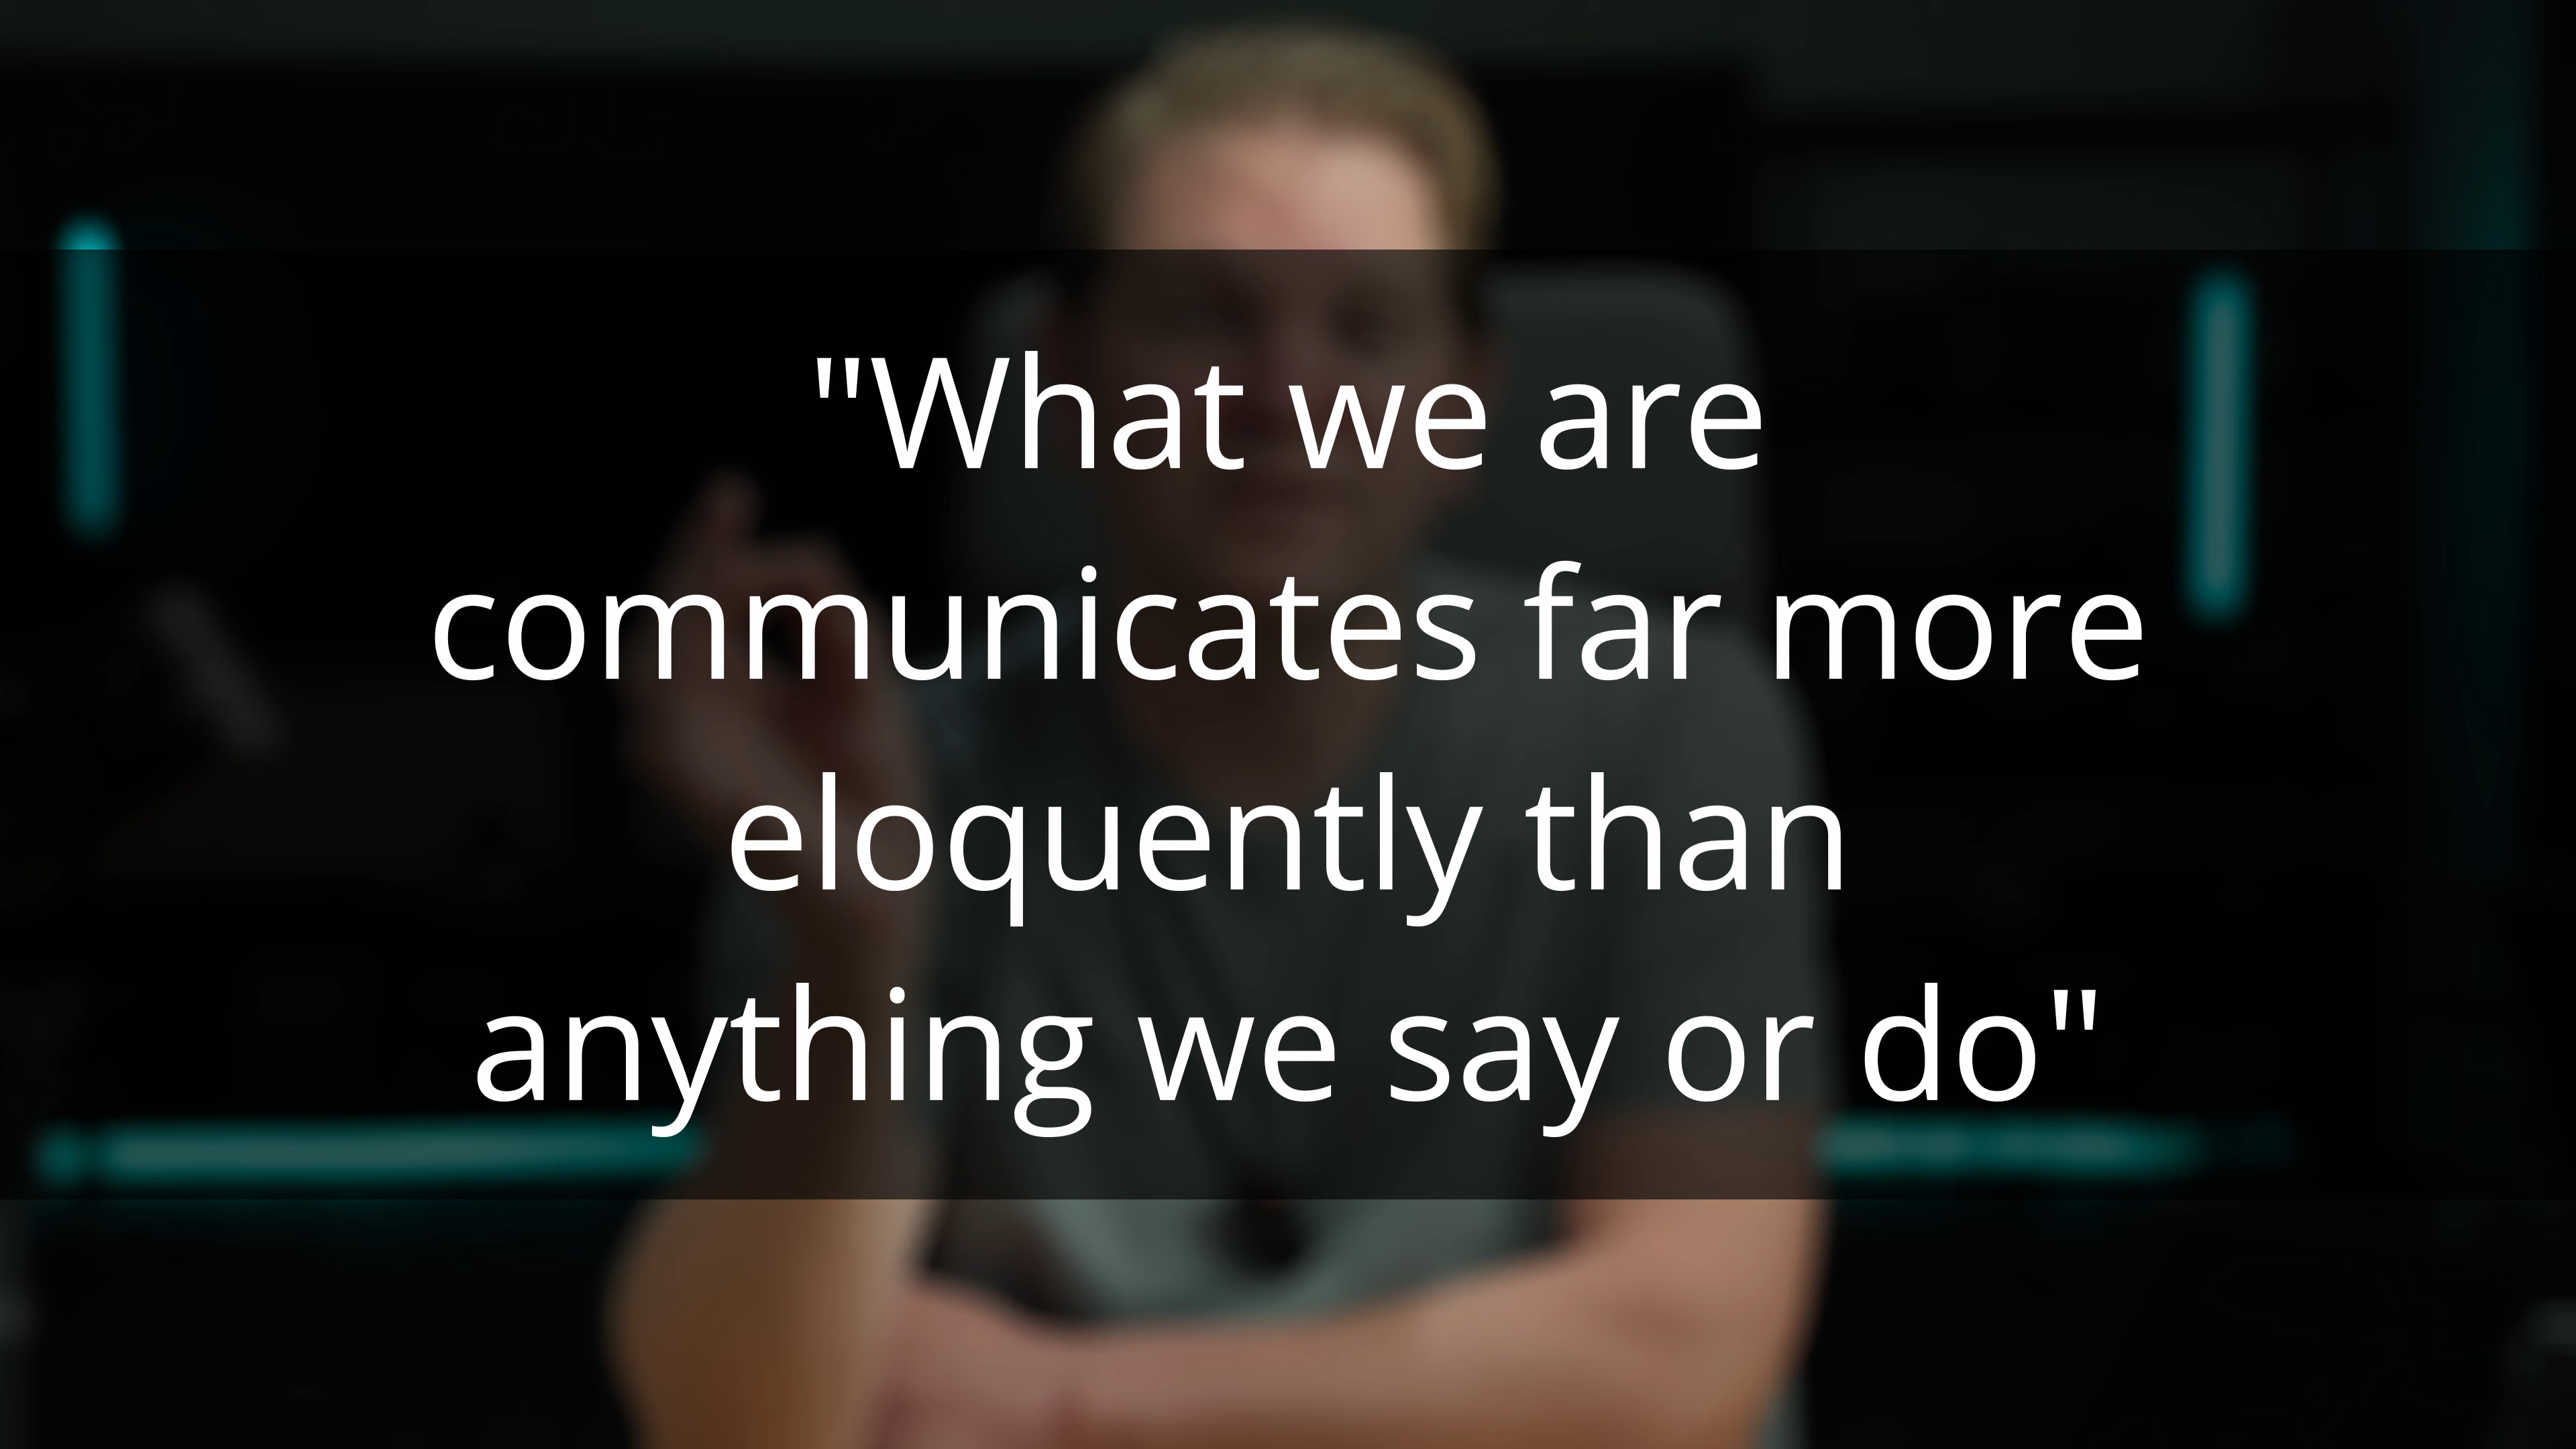 "What we are
communicates far more
eloquently than
anything we say or do"